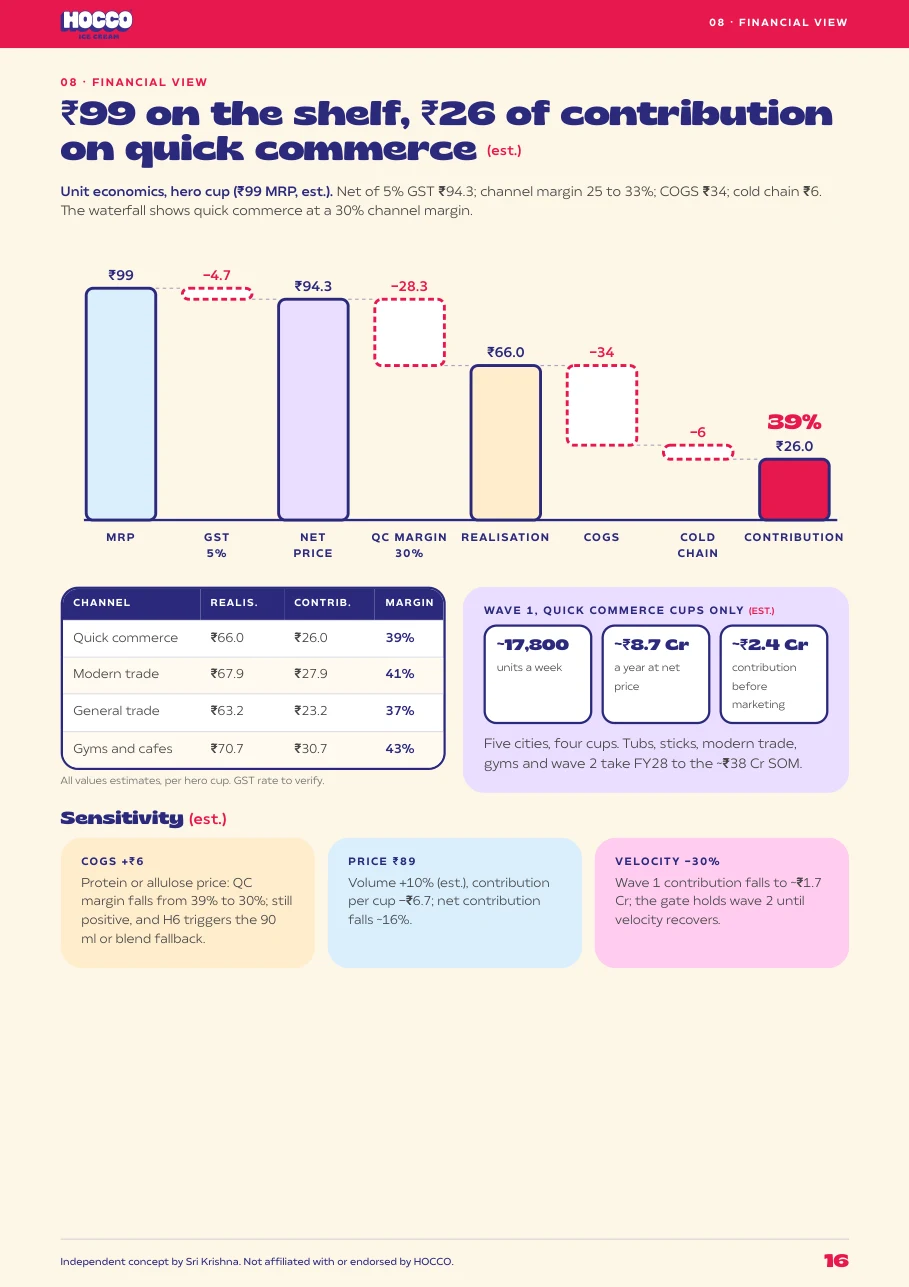 HOCCO
ICE CREAM
08 · FINANCIAL VIEW
08 · FINANCIAL VIEW
₹99 on the shelf, ₹26 of contribution
on quick commerce (est.)
Unit economics, hero cup (₹99 MRP, est.). Net of 5% GST ₹94.3; channel margin 25 to 33%; COGS ₹34; cold chain ₹6.
The waterfall shows quick commerce at a 30% channel margin.
₹99
−4.7
₹94.3
−28.3
₹66.0
−34
−6
39%
₹26.0
MRP
GST
5%
NET
PRICE
QC MARGIN
30%
REALISATION
COGS
COLD
CHAIN
CONTRIBUTION
CHANNEL REALIS. CONTRIB. MARGIN
Quick commerce ₹66.0 ₹26.0 39%
Modern trade ₹67.9 ₹27.9 41%
General trade ₹63.2 ₹23.2 37%
Gyms and cafes ₹70.7 ₹30.7 43%
All values estimates, per hero cup. GST rate to verify.
WAVE 1, QUICK COMMERCE CUPS ONLY (EST.)
~17,800
units a week
~₹8.7 Cr
a year at net
price
~₹2.4 Cr
contribution
before
marketing
Five cities, four cups. Tubs, sticks, modern trade,
gyms and wave 2 take FY28 to the ~₹38 Cr SOM.
Sensitivity (est.)
COGS +₹6
Protein or allulose price: QC
margin falls from 39% to 30%; still
positive, and H6 triggers the 90
ml or blend fallback.
PRICE ₹89
Volume +10% (est.), contribution
per cup −₹6.7; net contribution
falls ~16%.
VELOCITY −30%
Wave 1 contribution falls to ~₹1.7
Cr; the gate holds wave 2 until
velocity recovers.
Independent concept by Sri Krishna. Not affiliated with or endorsed by HOCCO.
16